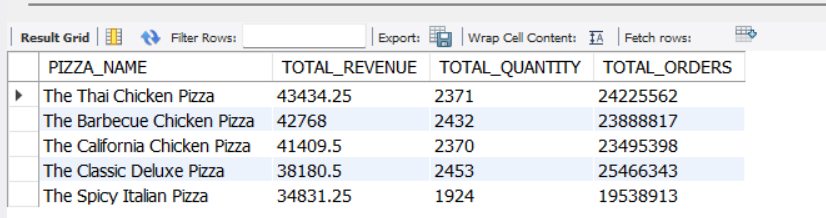 Result Grid Filter Rows: Export: Wrap Cell Content: Fetch rows:
PIZZA_NAME TOTAL_REVENUE TOTAL_QUANTITY TOTAL_ORDERS
The Thai Chicken Pizza 43434.25 2371 24225562
The Barbecue Chicken Pizza 42768 2432 23888817
The California Chicken Pizza 41409.5 2370 23495398
The Classic Deluxe Pizza 38180.5 2453 25466343
The Spicy Italian Pizza 34831.25 1924 19538913